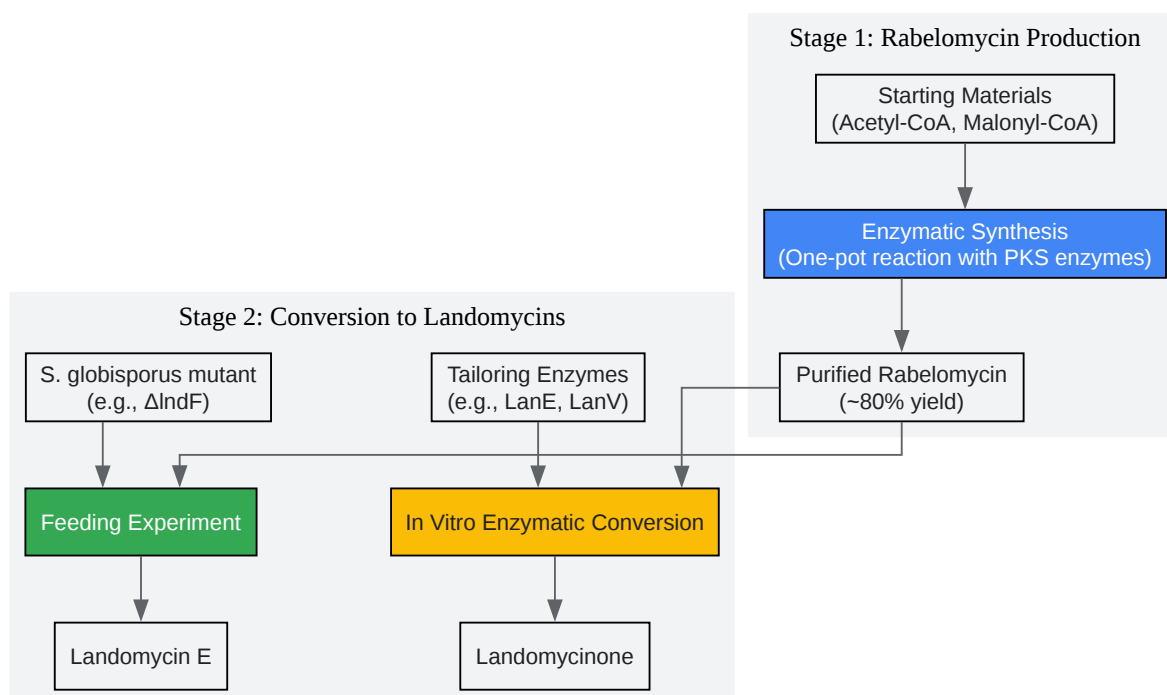 Stage 1: Rabelomycin Production
Starting Materials
(Acetyl-CoA, Malonyl-CoA)
Enzymatic Synthesis
(One-pot reaction with PKS enzymes)
Purified Rabelomycin
(~80% yield)
Stage 2: Conversion to Landomycins
S. globisporus mutant
(e.g., ΔlndF)
Tailoring Enzymes
(e.g., LanE, LanV)
Feeding Experiment
In Vitro Enzymatic Conversion
Landomycin E
Landomycinone